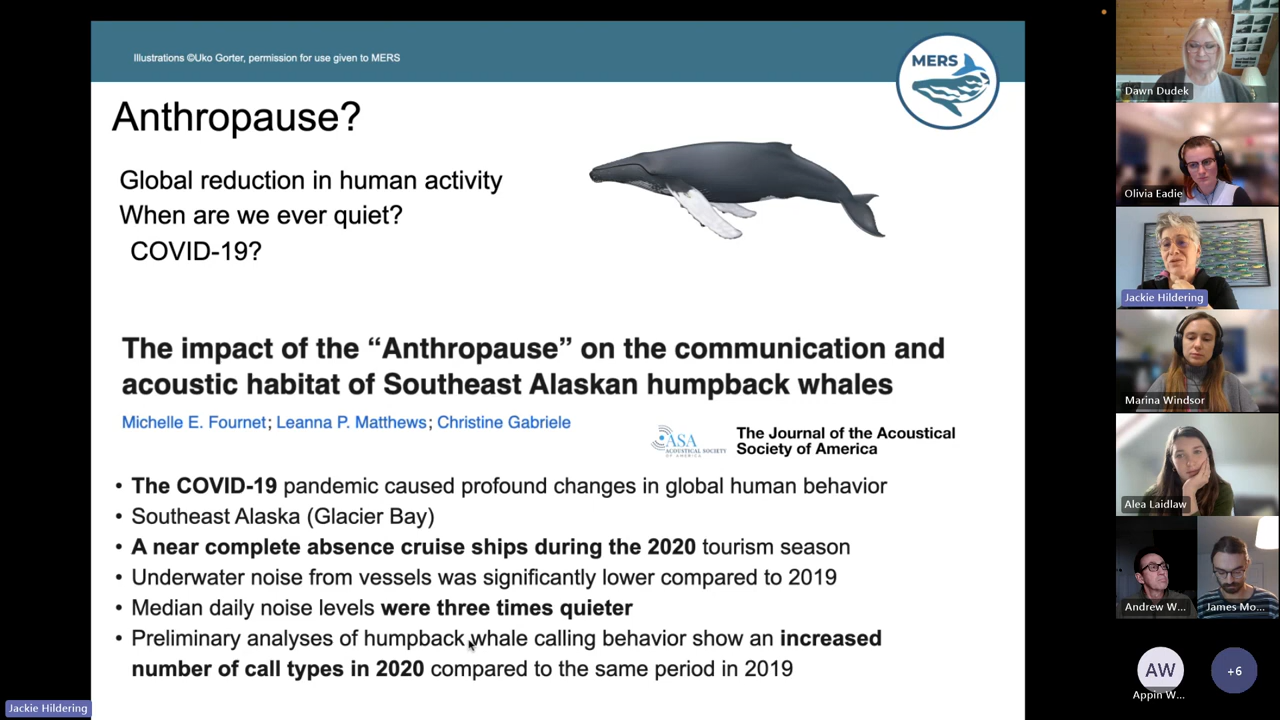 Illustrations ©Uko Gorter, permission for use given to MERS
MERS
Anthropause?
Global reduction in human activity
When are we ever quiet?
COVID-19?
The impact of the “Anthropause” on the communication and
acoustic habitat of Southeast Alaskan humpback whales
Michelle E. Fournet; Leanna P. Matthews; Christine Gabriele
ASA
ACOUSTICAL SOCIETY
OF AMERICA
The Journal of the Acoustical
Society of America
• The COVID-19 pandemic caused profound changes in global human behavior
• Southeast Alaska (Glacier Bay)
• A near complete absence cruise ships during the 2020 tourism season
• Underwater noise from vessels was significantly lower compared to 2019
• Median daily noise levels were three times quieter
• Preliminary analyses of humpback whale calling behavior show an increased
number of call types in 2020 compared to the same period in 2019
Jackie Hildering
Dawn Dudek
Olivia Eadie
Jackie Hildering
Marina Windsor
Alea Laidlaw
Andrew W...
James Mo...
AW
Appin W...
+6